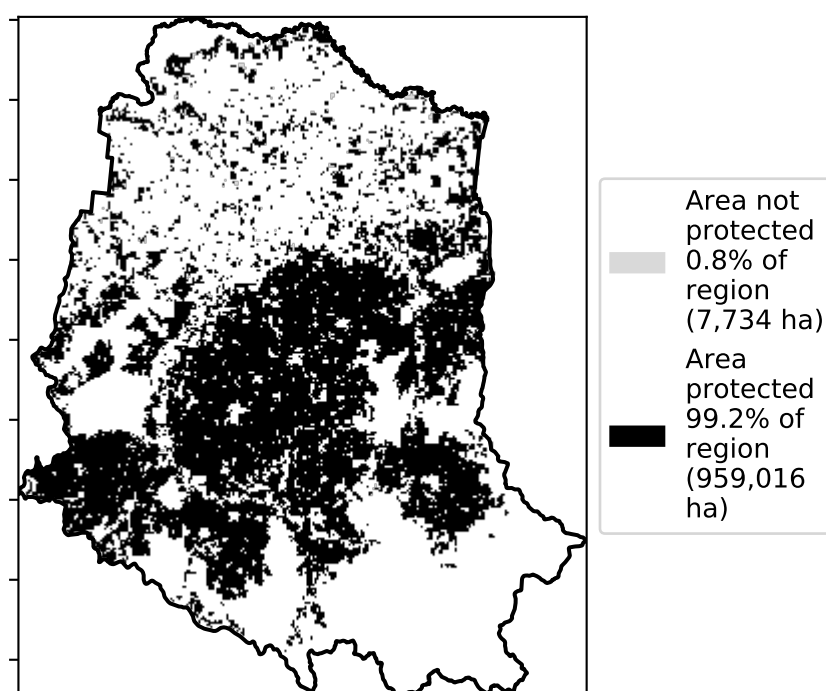 Area not
protected
0.8% of
region
(7,734 ha)
Area
protected
99.2% of
region
(959,016
ha)